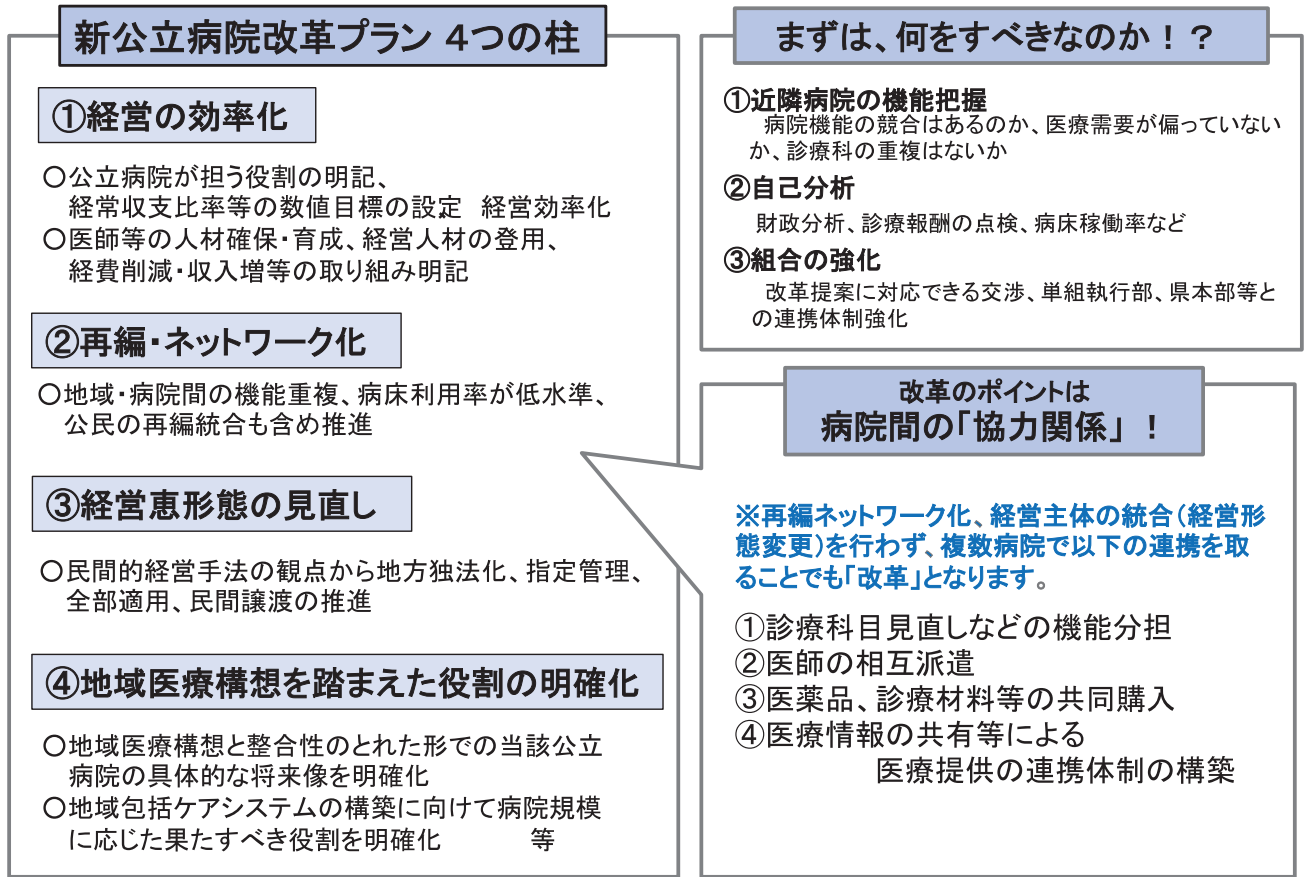 新公立病院改革プラン ４つの柱
①経営の効率化
○公立病院が担う役割の明記、
経常収支比率等の数値目標の設定　経営効率化
○医師等の人材確保・育成、経営人材の登用、
経費削減・収入増等の取り組み明記
②再編・ネットワーク化
○地域・病院間の機能重複、病床利用率が低水準、
公民の再編統合も含め推進
③経営恵形態の見直し
○民間的経営手法の観点から地方独法化、指定管理、
全部適用、民間譲渡の推進
④地域医療構想を踏まえた役割の明確化
○地域医療構想と整合性のとれた形での当該公立
病院の具体的な将来像を明確化
○地域包括ケアシステムの構築に向けて病院規模
に応じた果たすべき役割を明確化　　　等
まずは、何をすべきなのか！？
①近隣病院の機能把握
病院機能の競合はあるのか、医療需要が偏っていない
か、診療科の重複はないか
②自己分析
財政分析、診療報酬の点検、病床稼働率など
③組合の強化
改革提案に対応できる交渉、単組執行部、県本部等と
の連携体制強化
改革のポイントは
病院間の「協力関係」！
※再編ネットワーク化、経営主体の統合（経営形
態変更）を行わず、複数病院で以下の連携を取
ることでも「改革」となります。
①診療科目見直しなどの機能分担
②医師の相互派遣
③医薬品、診療材料等の共同購入
④医療情報の共有等による
医療提供の連携体制の構築